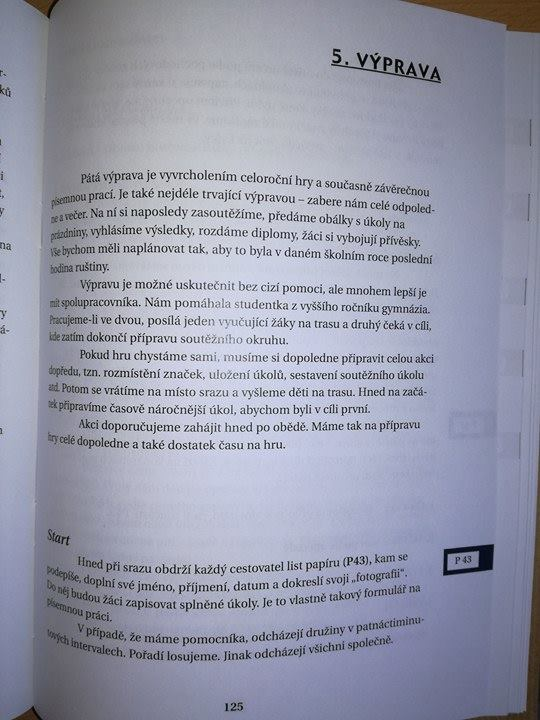 5. VÝPRAVA
Pátá výprava je vyvrcholením celoroční hry a současně závěrečnou
písemnou prací. Je také nejdéle trvající výpravou – zabere nám celé odpoled-
ne a večer. Na ní si naposledy zasoutěžíme, předáme obálky s úkoly na
prázdniny, vyhlásíme výsledky, rozdáme diplomy, žáci si vybojují přívěsky.
Vše bychom měli naplánovat tak, aby to byla v daném školním roce poslední
hodina ruštiny.
Výpravu je možné uskutečnit bez cizí pomoci, ale mnohem lepší je
mít spolupracovníka. Nám pomáhala studentka z vyššího ročníku gymnázia.
Pracujeme-li ve dvou, posílá jeden vyučující žáky na trasu a druhý čeká v cíli,
kde zatím dokončí přípravu soutěžního okruhu.
Pokud hru chystáme sami, musíme si dopoledne připravit celou akci
dopředu, tzn. rozmístění značek, uložení úkolů, sestavení soutěžního úkolu
atd. Potom se vrátíme na místo srazu a vyšleme děti na trasu. Hned na začá-
tek připravíme časově náročnější úkol, abychom byli v cíli první.
Akci doporučujeme zahájit hned po obědě. Máme tak na přípravu
hry celé dopoledne a také dostatek času na hru.
Start
Hned při srazu obdrží každý cestovatel list papíru (P43), kam se
podepíše, doplní své jméno, příjmení, datum a dokreslí svoji „fotografii“.
Do něj budou žáci zapisovat splněné úkoly. Je to vlastně takový formulář na
písemnou práci.
V případě, že máme pomocníka, odcházejí družiny v patnáctiminu-
tových intervalech. Pořadí losujeme. Jinak odcházejí všichni společně.
P 43
125